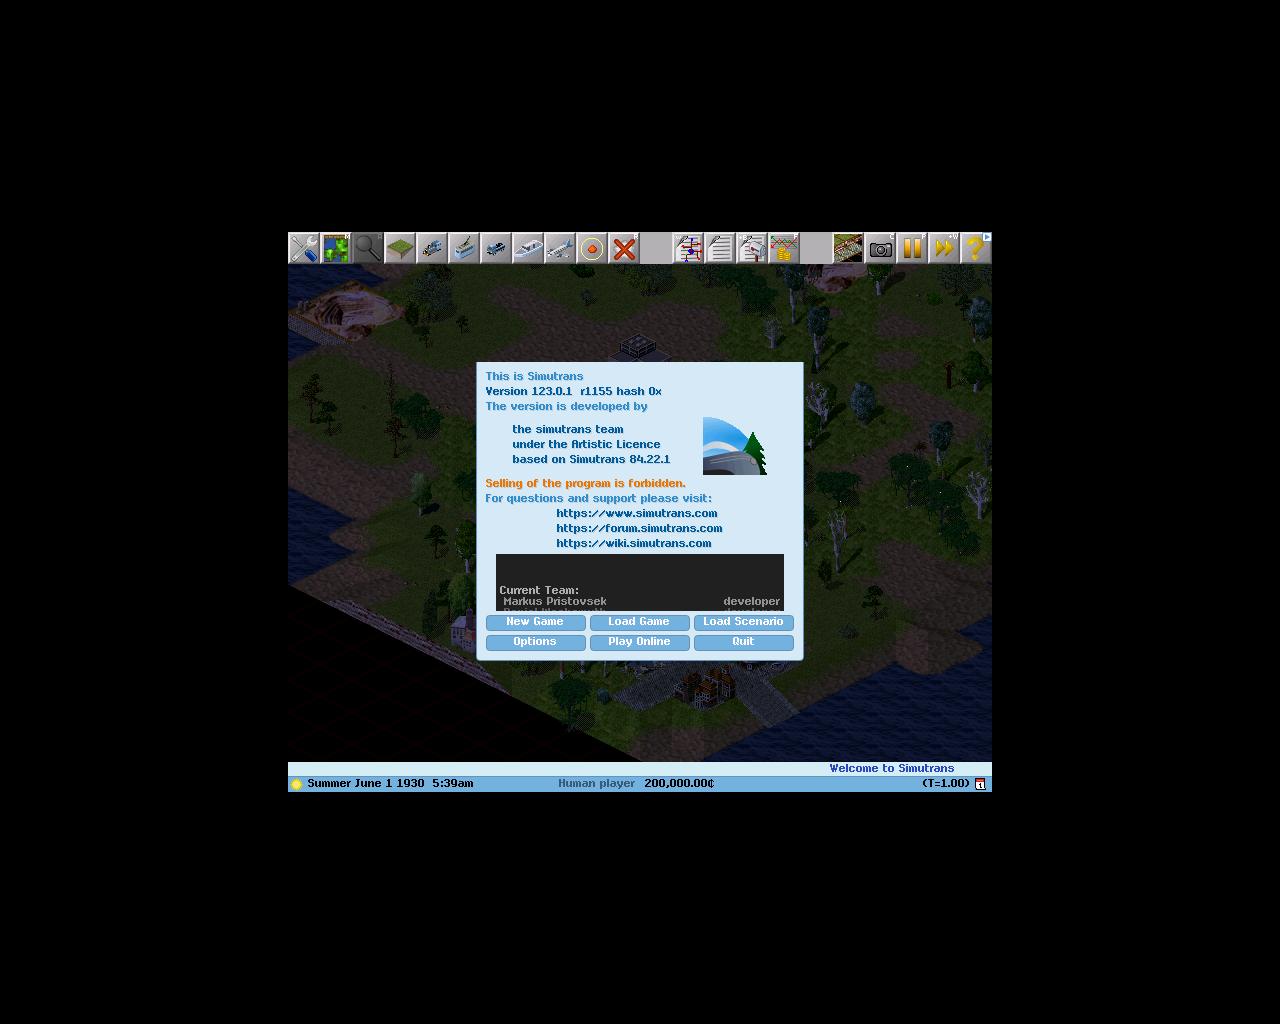 This is Simutrans
Version 123.0.1 r1155 hash 0x
The version is developed by
the simutrans team
under the Artistic Licence
based on Simutrans 84.22.1
Selling of the program is forbidden.
For questions and support please visit:
https://www.simutrans.com
https://forum.simutrans.com
https://wiki.simutrans.com
Current Team:
Markus Pristovsek developer
New Game Load Game Load Scenario
Options Play Online Quit
Welcome to Simutrans
Summer June 1 1930 5:39am Human player 200,000.00¢ (T=1.00)